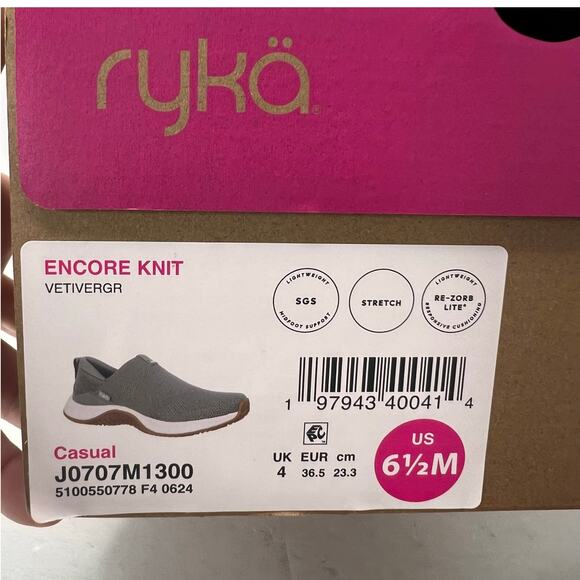 rykä®
ENCORE KNIT
VETIVERGR
LIGHTWEIGHT
SGS
MIDFOOT SUPPORT
STRETCH
LIGHTWEIGHT
RE-ZORB
LITE®
RESPONSIVE CUSHIONING
1 97943 40041 4
Casual
J0707M1300
5100550778 F4 0624
UK EUR cm
4 36.5 23.3
US
6½M